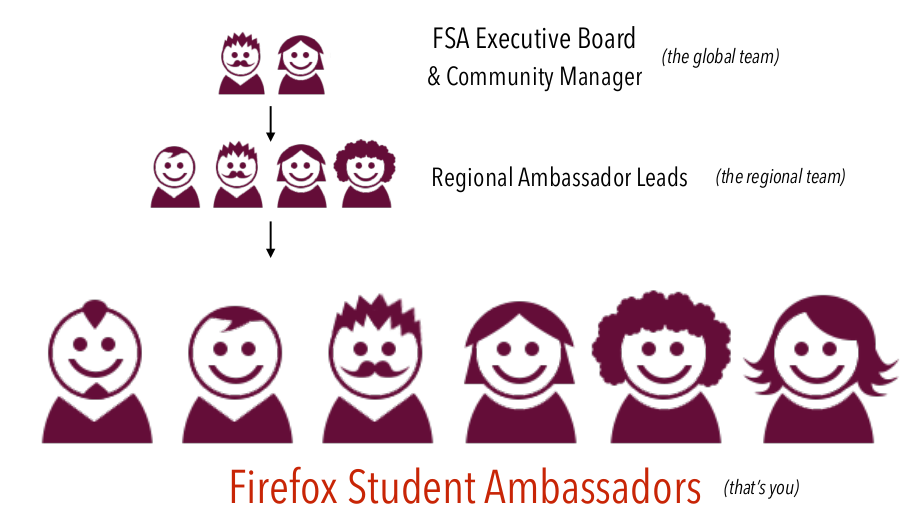 FSA Executive Board
& Community Manager
(the global team)
Regional Ambassador Leads (the regional team)
Firefox Student Ambassadors (that's you)